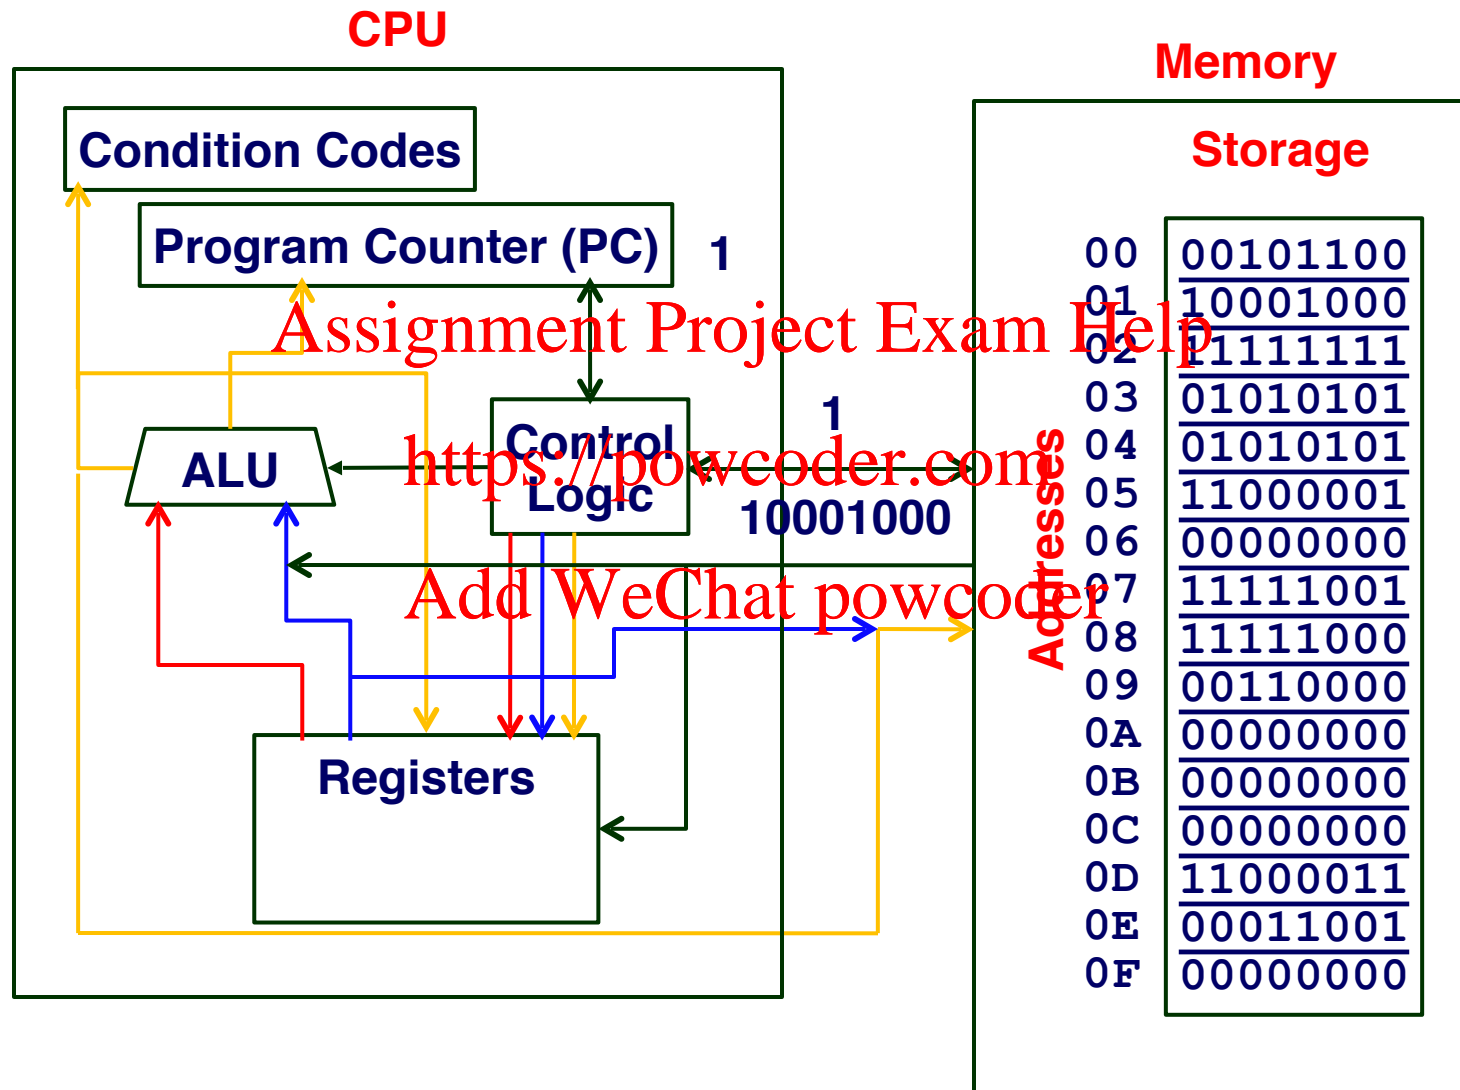 CPU
Memory
Condition Codes
Storage
Program Counter (PC) 1
00 00101100
01 10001000
Assignment Project Exam Help
02 11111111
03 01010101
1
Control
Logic
ALU
https://powcoder.com
04 01010101
05 11000001
10001000
Addresses
06 00000000
Add WeChat powcoder
07 11111001
08 11111000
09 00110000
0A 00000000
Registers
0B 00000000
0C 00000000
0D 11000011
0E 00011001
0F 00000000